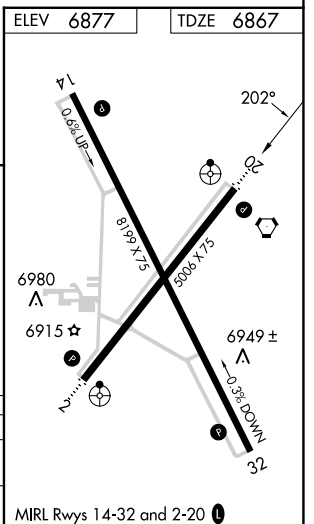 ELEV 6877
TDZE 6867
14
P
202°
0.6% UP
20
P
8199 X 75
5006 X 75
6980
6915
6949 ±
P
P
0.3% DOWN
2
32
MIRL Rwys 14-32 and 2-20 L